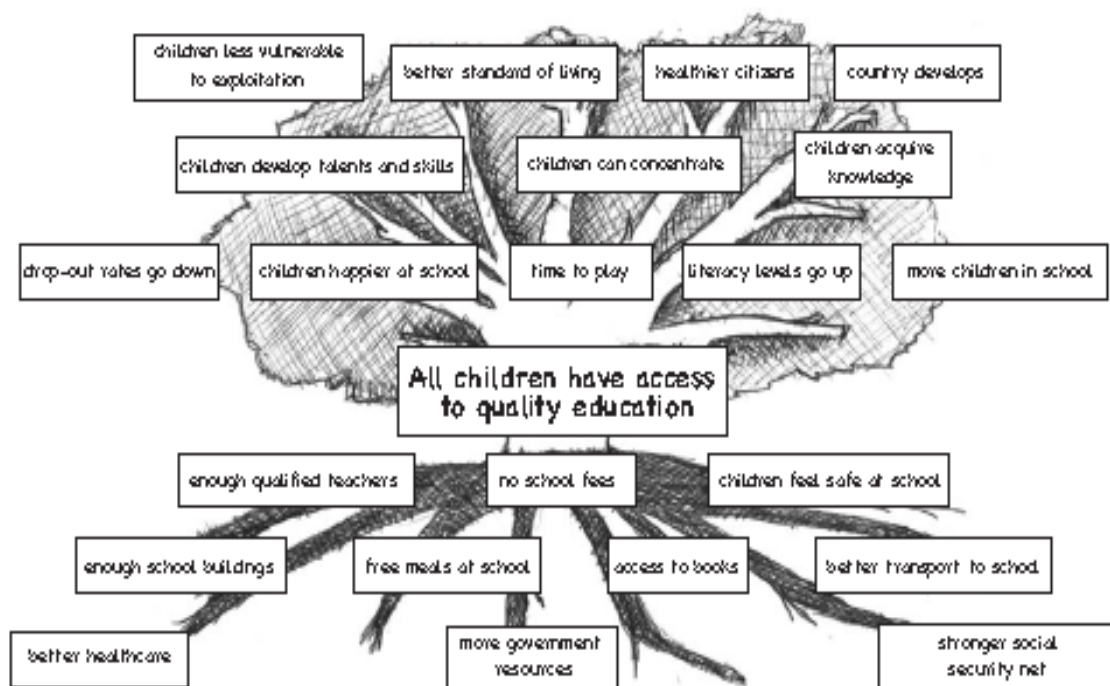 children less vulnerable
to exploitation
better standard of living
healthier citizens
country develops
children develop talents and skills
children can concentrate
children acquire
knowledge
drop-out rates go down
children happier at school
time to play
literacy levels go up
more children in school
All children have access
to quality education
enough qualified teachers
no school fees
children feel safe at school
enough school buildings
free meals at school
access to books
better transport to school
better healthcare
more government
resources
stronger social
security net